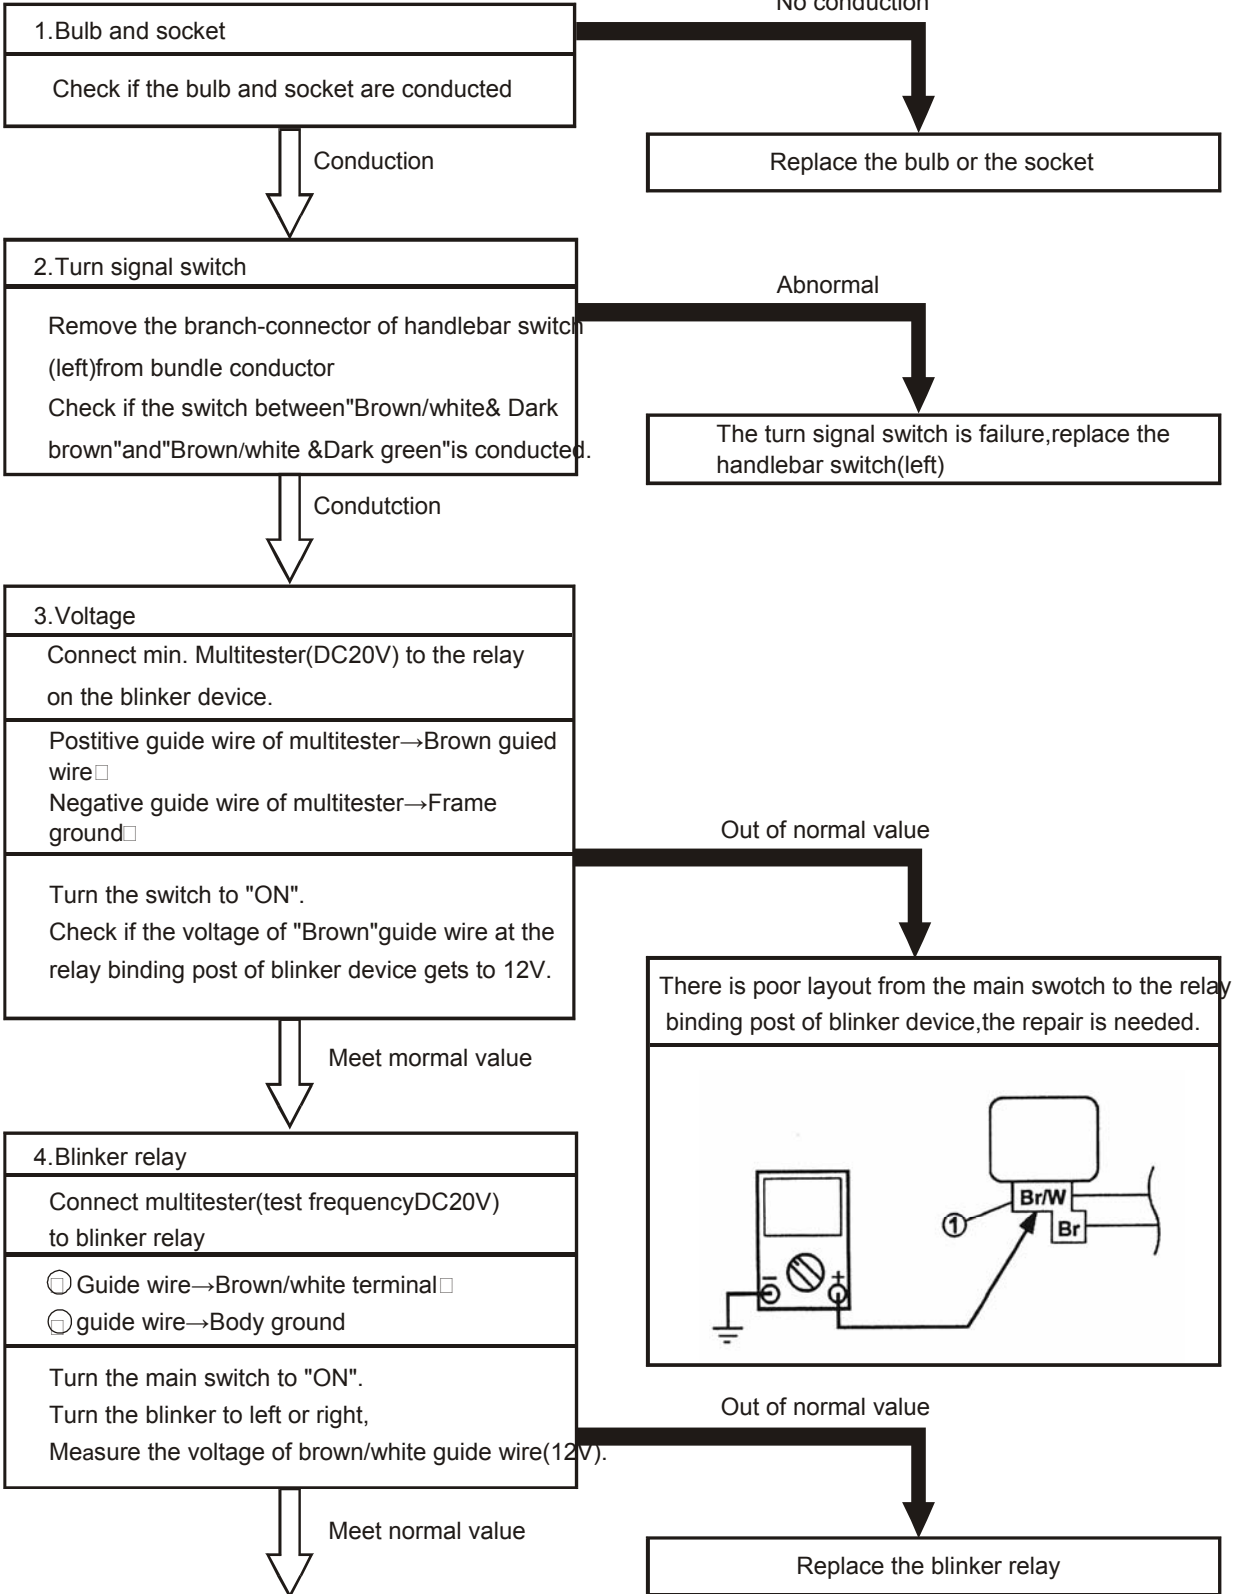 No conduction
1.Bulb and socket
Check if the bulb and socket are conducted
Conduction
Replace the bulb or the socket
2.Turn signal switch
Abnormal
Remove the branch-connector of handlebar switch
(left)from bundle conductor
Check if the switch between"Brown/white& Dark
brown"and"Brown/white &Dark green"is conducted.
The turn signal switch is failure,replace the
handlebar switch(left)
Condutction
3.Voltage
Connect min. Multitester(DC20V) to the relay
on the blinker device.
Postitive guide wire of multitester→Brown guied
wire□
Negative guide wire of multitester→Frame
ground□
Out of normal value
Turn the switch to "ON".
Check if the voltage of "Brown"guide wire at the
relay binding post of blinker device gets to 12V.
There is poor layout from the main swotch to the relay
binding post of blinker device,the repair is needed.
Meet mormal value
Br/W
①
Br
− +
4.Blinker relay
Connect multitester(test frequencyDC20V)
to blinker relay
Guide wire→Brown/white terminal□
guide wire→Body ground
Turn the main switch to "ON".
Turn the blinker to left or right,
Measure the voltage of brown/white guide wire(12V).
Out of normal value
Meet normal value
Replace the blinker relay